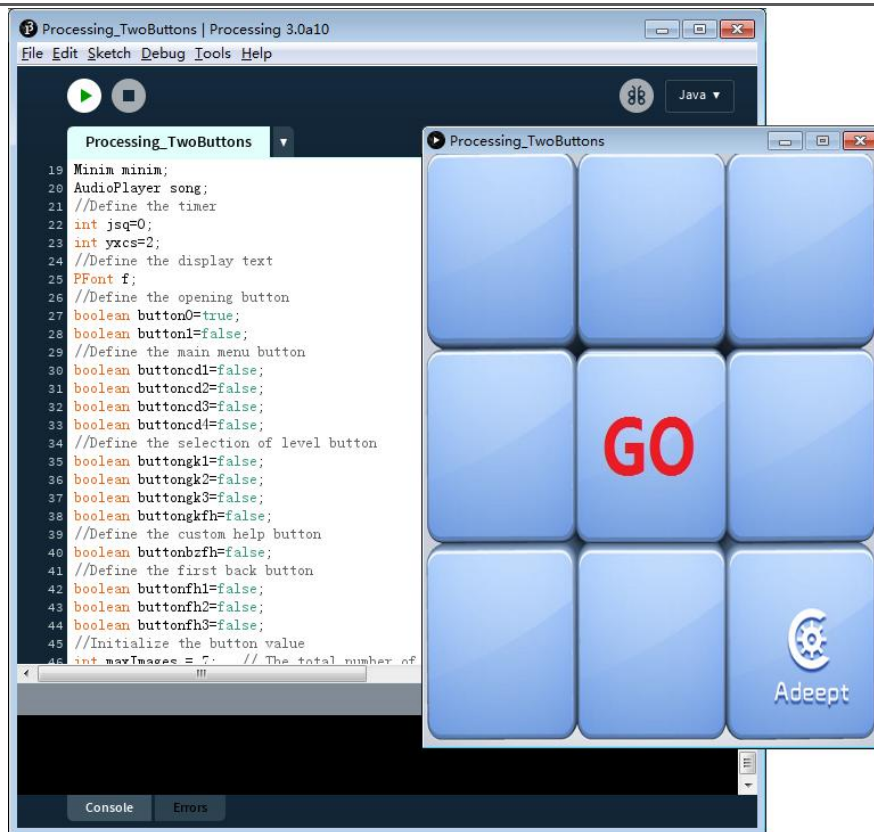 Processing_TwoButtons | Processing 3.0a10
File Edit Sketch Debug Tools Help
Java
Processing_TwoButtons
19 Minim minim;
20 AudioPlayer song;
21 //Define the timer
22 int jsq=0;
23 int yxcs=2;
24 //Define the display text
25 PFont f;
26 //Define the opening button
27 boolean button0=true;
28 boolean button1=false;
29 //Define the main menu button
30 boolean buttoncd1=false;
31 boolean buttoncd2=false;
32 boolean buttoncd3=false;
33 boolean buttoncd4=false;
34 //Define the selection of level button
35 boolean buttongk1=false;
36 boolean buttongk2=false;
37 boolean buttongk3=false;
38 boolean buttongkfh=false;
39 //Define the custom help button
40 boolean buttonbzfh=false;
41 //Define the first back button
42 boolean buttonfh1=false;
43 boolean buttonfh2=false;
44 boolean buttonfh3=false;
45 //Initialize the button value
46 int maxImages = 7; // The total number of
Processing_TwoButtons
GO
Adeept
Console Errors